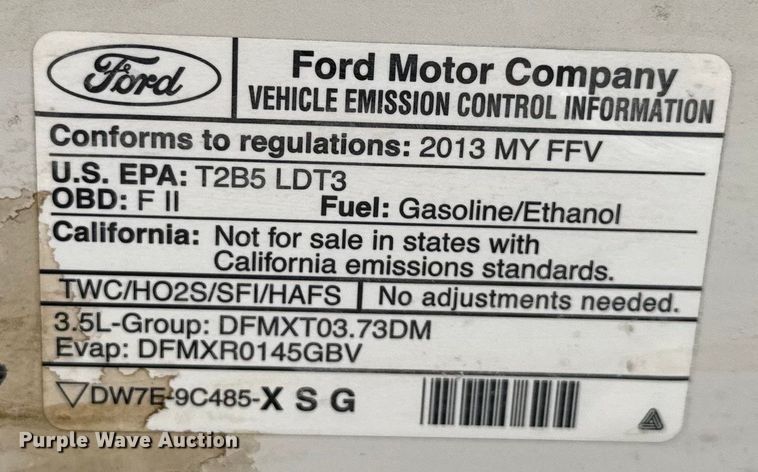 Ford
Ford Motor Company
VEHICLE EMISSION CONTROL INFORMATION
Conforms to regulations: 2013 MY FFV
U.S. EPA: T2B5 LDT3
OBD: F II Fuel: Gasoline/Ethanol
California: Not for sale in states with
California emissions standards.
TWC/HO2S/SFI/HAFS No adjustments needed.
3.5L-Group: DFMXT03.73DM
Evap: DFMXR0145GBV
▽DW7E-9C485-X S G
Purple Wave Auction